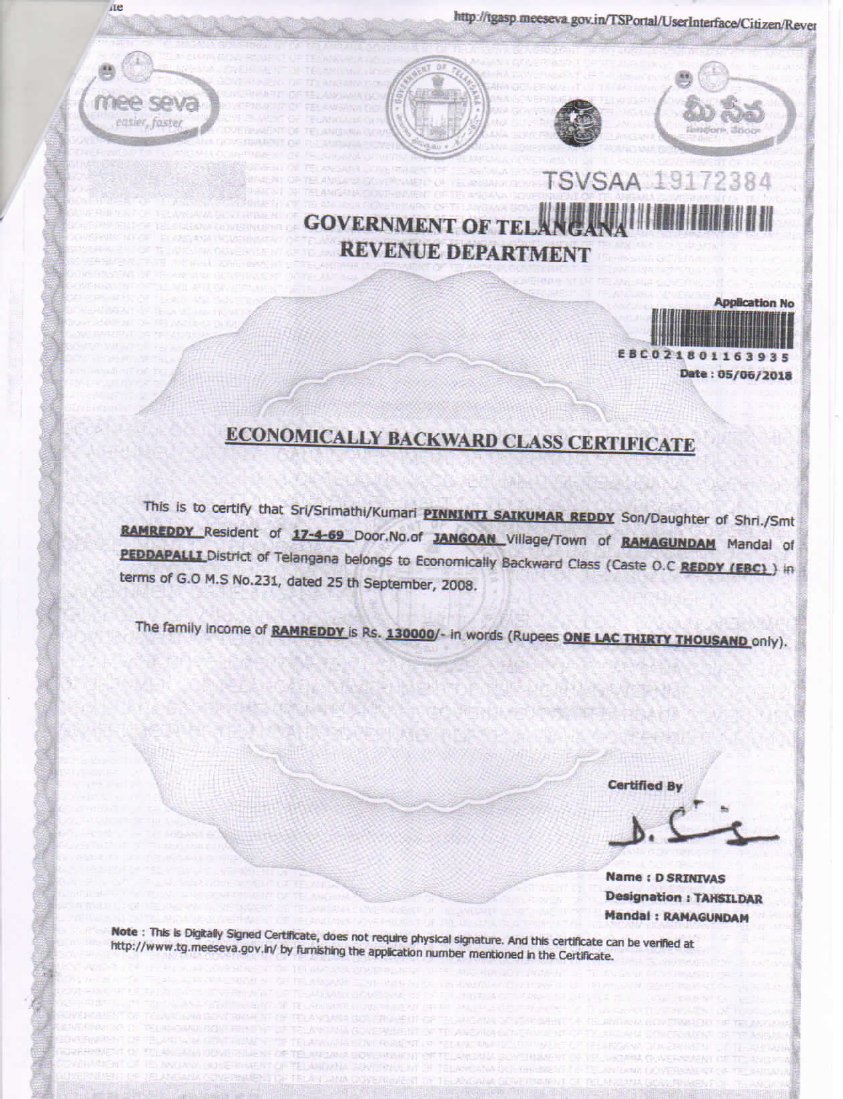 http://tgasp.meeseva.gov.in/TSPortal/UserInterface/Citizen/Rever
mee seva
easier, faster
GOVERNMENT OF TELANGANA
మీ సేవ
TSVSAA 19172384
GOVERNMENT OF TELANGANA
REVENUE DEPARTMENT
Application No
EBC021801163935
Date : 05/06/2018
ECONOMICALLY BACKWARD CLASS CERTIFICATE
This is to certify that Sri/Srimathi/Kumari PINNINTI SAIKUMAR REDDY Son/Daughter of Shri./Smt
RAMREDDY Resident of 17-4-69 Door.No.of JANGOAN Village/Town of RAMAGUNDAM Mandal of
PEDDAPALLI District of Telangana belongs to Economically Backward Class (Caste O.C REDDY (EBC) ) in
terms of G.O M.S No.231, dated 25 th September, 2008.
The family income of RAMREDDY is Rs. 130000/- in words (Rupees ONE LAC THIRTY THOUSAND only).
Certified By
D. S
Name : D SRINIVAS
Designation : TAHSILDAR
Mandal : RAMAGUNDAM
Note : This is Digitally Signed Certificate, does not require physical signature. And this certificate can be verified at
http://www.tg.meeseva.gov.in/ by furnishing the application number mentioned in the Certificate.